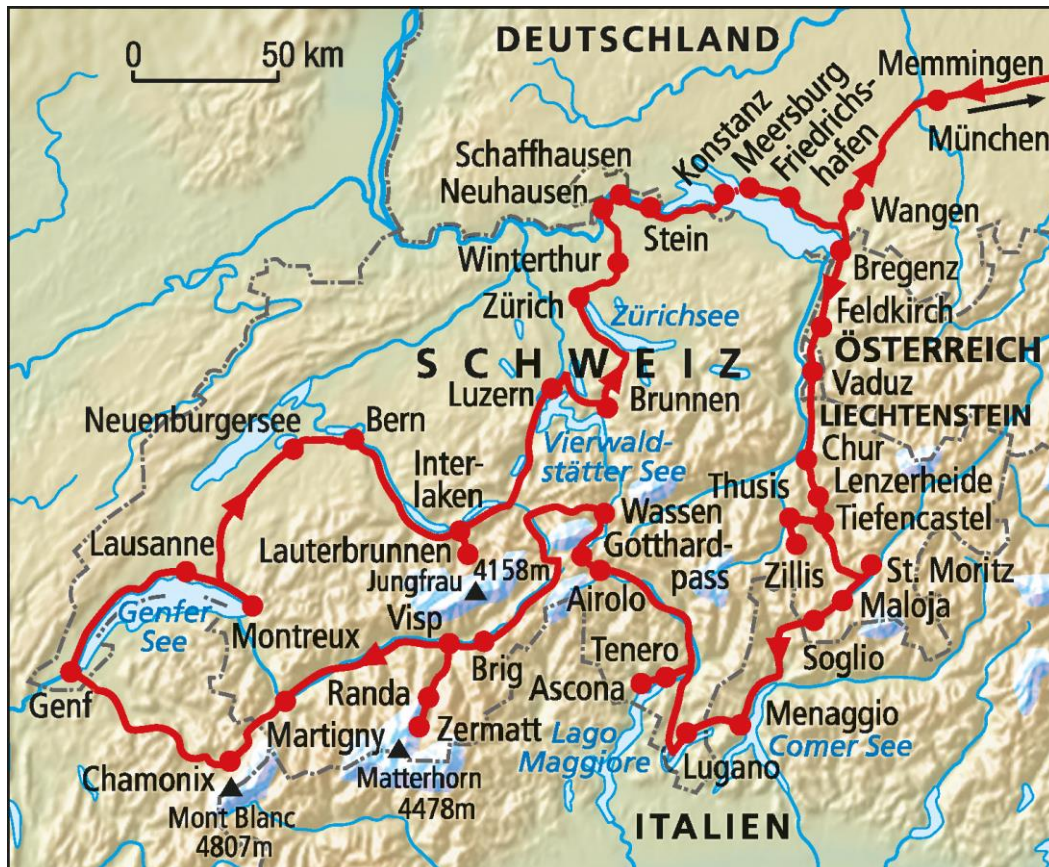 0
50 km
DEUTSCHLAND
Memmingen
München
Konstanz
Meersburg
Friedrichs-
hafen
Schaffhausen
Neuhausen
Stein
Wangen
Winterthur
Bregenz
Zürich
Zürichsee
Feldkirch
SCHWEIZ
ÖSTERREICH
Vaduz
Luzern
Brunnen
LIECHTENSTEIN
Neuenburgersee
Bern
Vierwald-
stätter See
Chur
Inter-
laken
Thusis
Lenzerheide
Wassen
Tiefencastel
Lausanne
Lauterbrunnen
Gotthard-
pass
Jungfrau
4158m
Zillis
St. Moritz
Genfer
See
Airolo
Maloja
Montreux
Visp
Brig
Tenero
Soglio
Genf
Randa
Ascona
Martigny
Zermatt
Lago
Maggiore
Menaggio
Comer See
Lugano
Chamonix
Matterhorn
4478m
Mont Blanc
4807m
ITALIEN